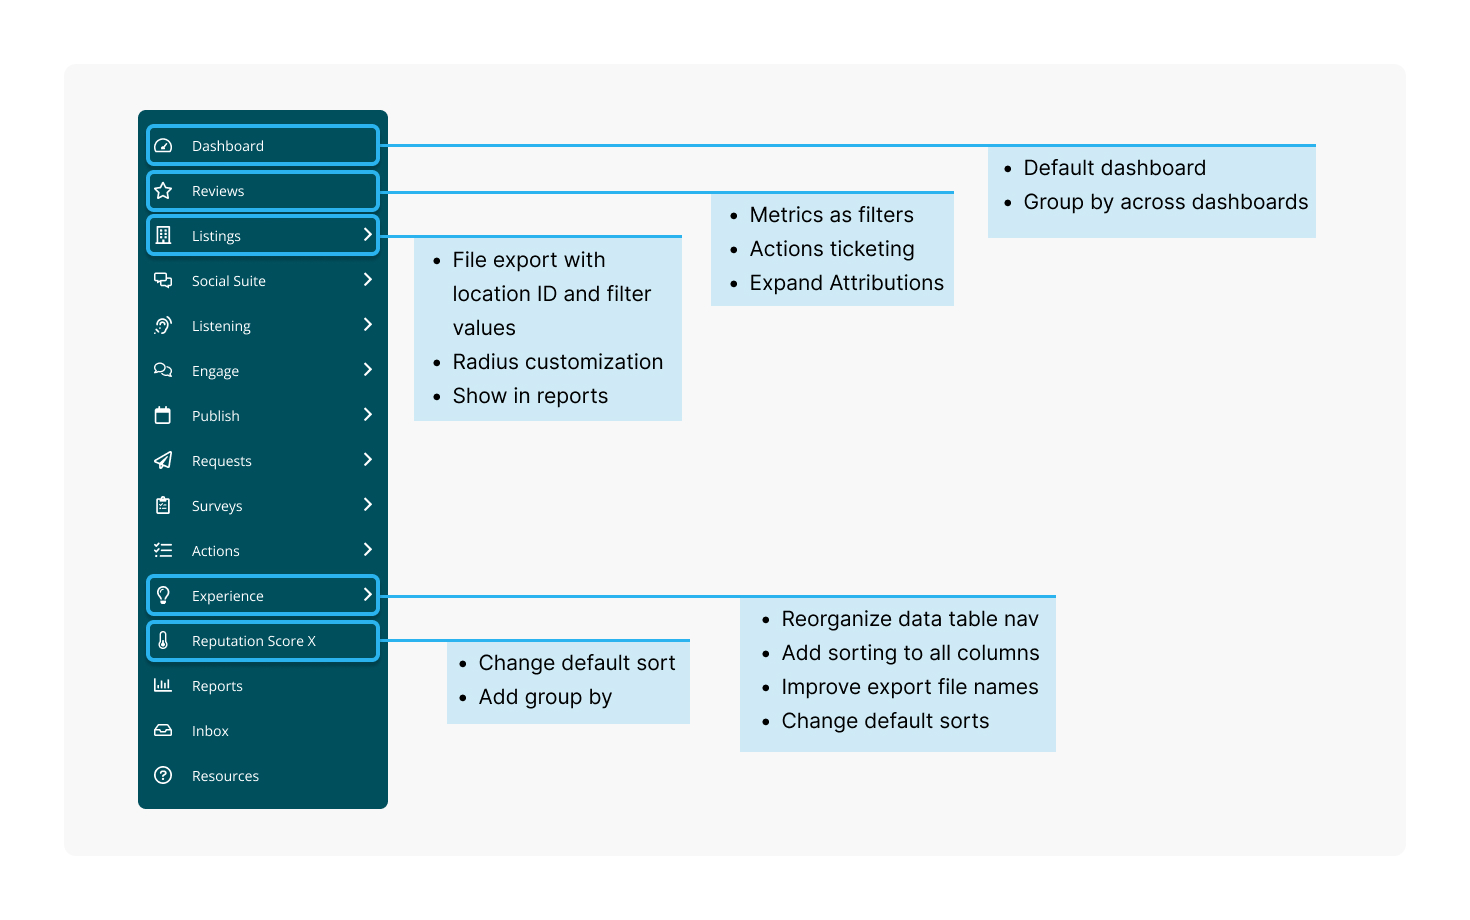 Dashboard
Reviews
Listings
Social Suite
Listening
Engage
Publish
Requests
Surveys
Actions
Experience
Reputation Score X
Reports
Inbox
Resources
• Default dashboard
• Group by across dashboards
• Metrics as filters
• Actions ticketing
• Expand Attributions
• File export with
location ID and filter
values
• Radius customization
• Show in reports
• Reorganize data table nav
• Add sorting to all columns
• Improve export file names
• Change default sorts
• Change default sort
• Add group by